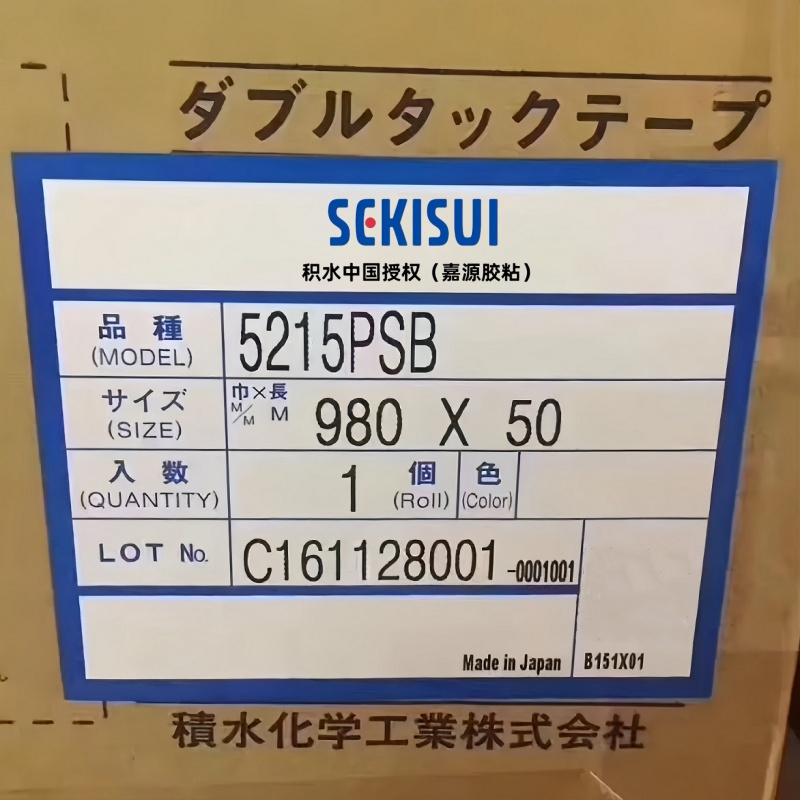 ダブルタックテープ
SEKISUI
积水中国授权（嘉源胶粘）
品種 5215PSB
(MODEL)
サイズ 巾×長 980 X 50
(SIZE) M/M M
入数 1 個 色
(QUANTITY) (Roll) (Color)
LOT No. C161128001-0001001
Made in Japan B151X01
積水化学工業株式会社